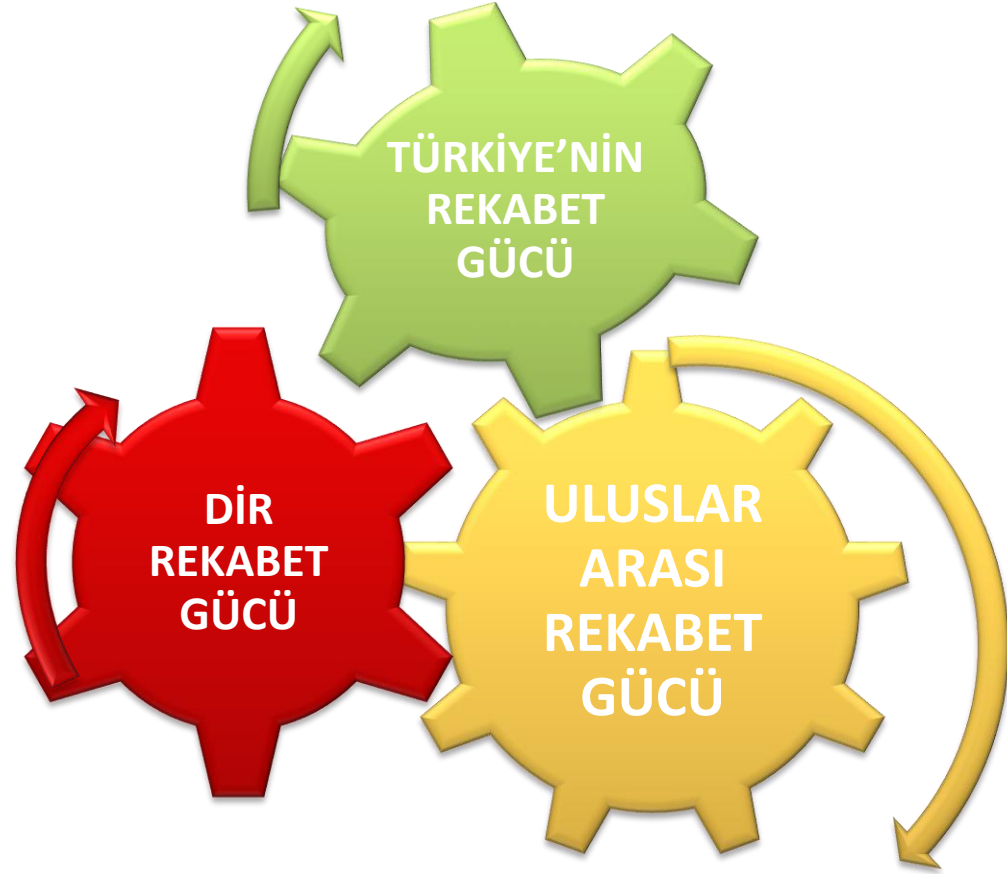 TÜRKİYE’NİN
REKABET
GÜCÜ
DİR
REKABET
GÜCÜ
ULUSLAR
ARASI
REKABET
GÜCÜ